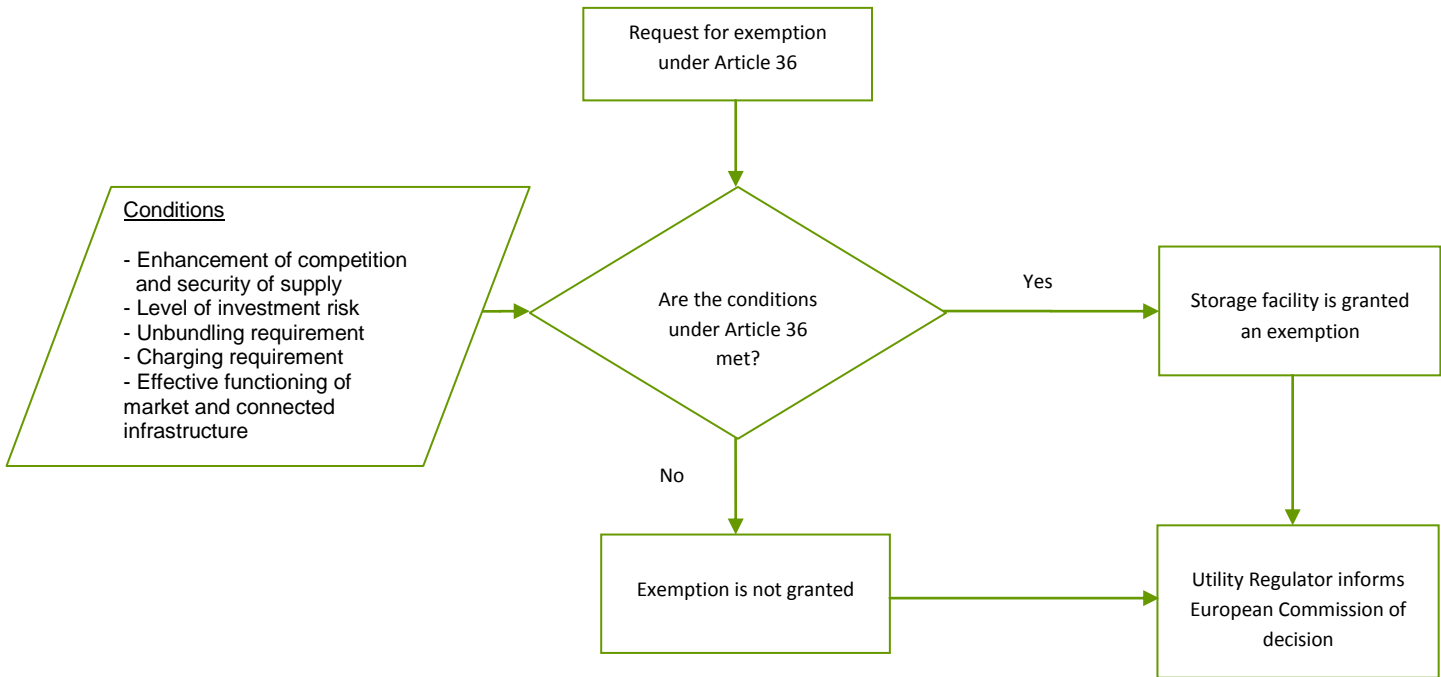 Request for exemption
under Article 36
Conditions
- Enhancement of competition
and security of supply
- Level of investment risk
- Unbundling requirement
- Charging requirement
- Effective functioning of
market and connected
infrastructure
Are the conditions
under Article 36
met?
Yes
Storage facility is granted
an exemption
No
Exemption is not granted
Utility Regulator informs
European Commission of
decision